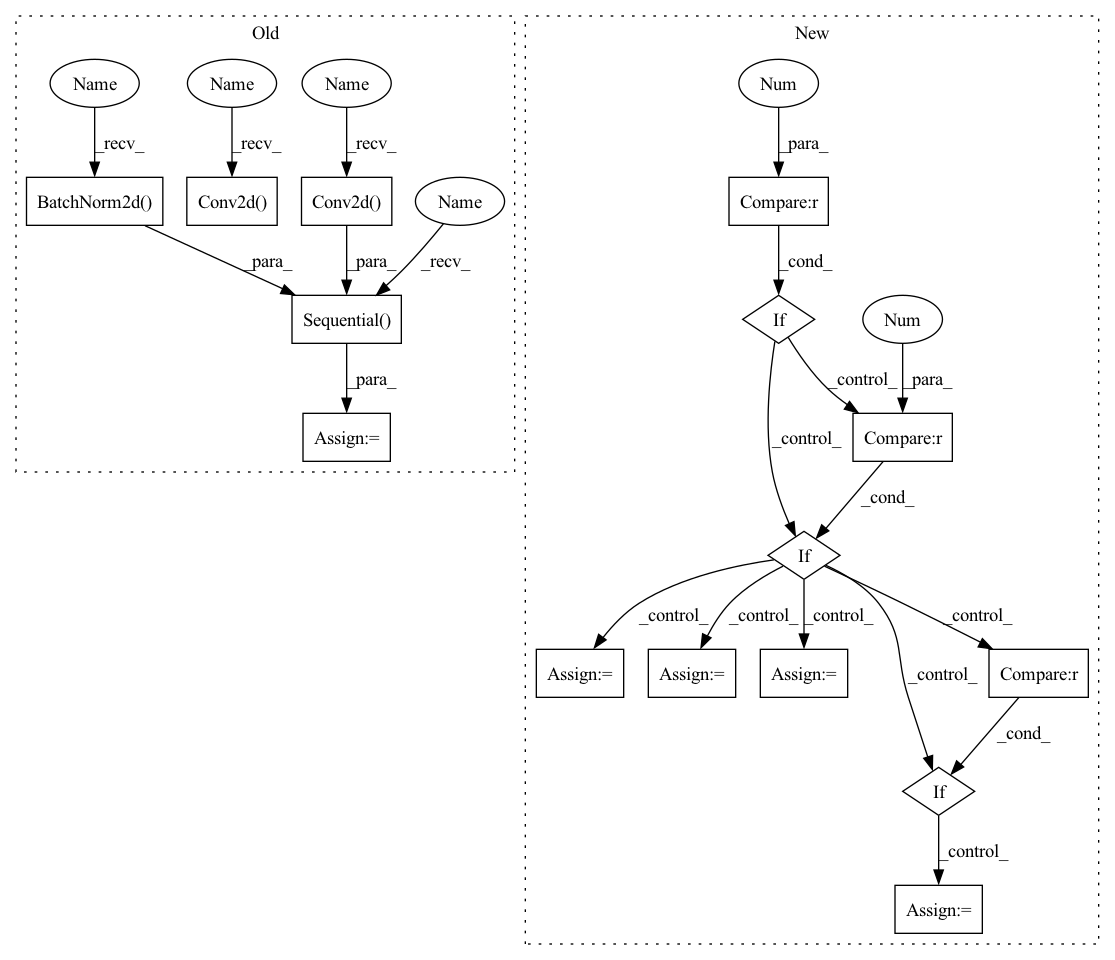 Old
New
Name
Name
Name
Num
_recv_
_recv_
_recv_
_para_
BatchNorm2d()
Conv2d()
Conv2d()
Name
Compare:r
_para_
_para_
_recv_
_cond_
Sequential()
If
Num
_para_
_control_
_para_
Assign:=
_control_
Compare:r
_cond_
If
_control_
_control_
_control_
_control_
Assign:=
Assign:=
Assign:=
_control_
Compare:r
_cond_
If
_control_
Assign:=